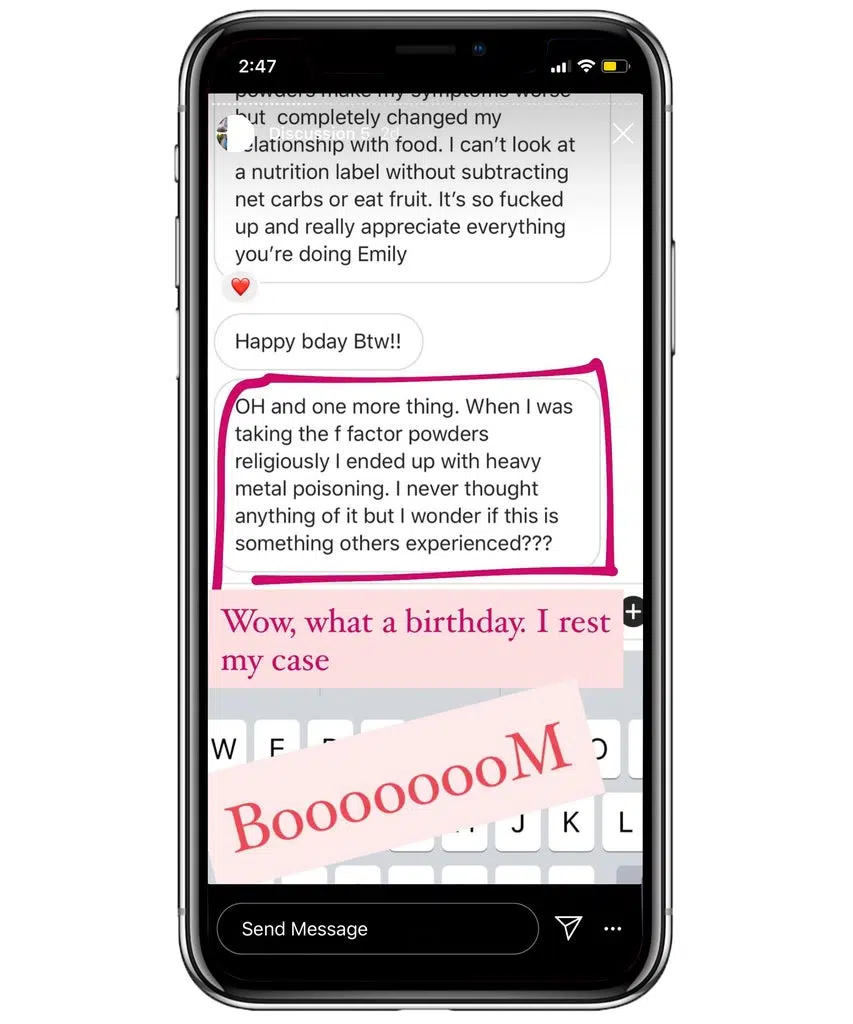 2:47
powders make my symptoms worse
but completely changed my
Discussion 5 2d
relationship with food. I can’t look at
a nutrition label without subtracting
net carbs or eat fruit. It’s so fucked
up and really appreciate everything
you’re doing Emily
Happy bday Btw!!
OH and one more thing. When I was
taking the f factor powders
religiously I ended up with heavy
metal poisoning. I never thought
anything of it but I wonder if this is
something others experienced???
Wow, what a birthday. I rest
my case
W E O
BoooooooM
J K L
Send Message